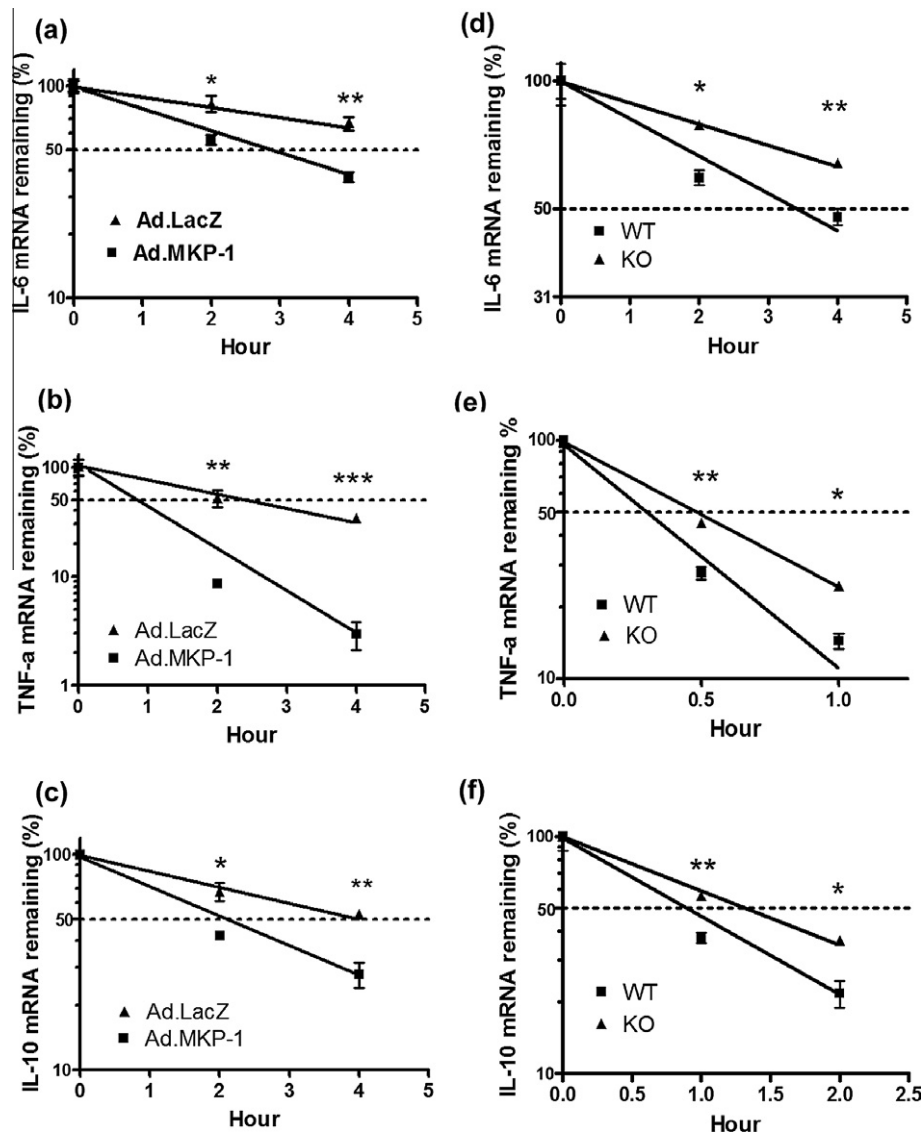 (a)
IL-6 mRNA remaining (%)
100
50
10
* **
Ad.LacZ
Ad.MKP-1
0 1 2 3 4 5
Hour
(d)
IL-6 mRNA remaining (%)
100
50
31
* **
WT
KO
0 1 2 3 4 5
Hour
(b)
TNF-a mRNA remaining (%)
100
50
10
1
** ***
Ad.LacZ
Ad.MKP-1
0 1 2 3 4 5
Hour
(e)
TNF-a mRNA remaining %
100
50
10
** *
WT
KO
0.0 0.5 1.0
Hour
(c)
IL-10 mRNA remaining (%)
100
50
10
* **
Ad.LacZ
Ad.MKP-1
0 1 2 3 4 5
Hour
(f)
IL-10 mRNA remaining (%)
100
50
10
** *
WT
KO
0.0 0.5 1.0 1.5 2.0 2.5
Hour